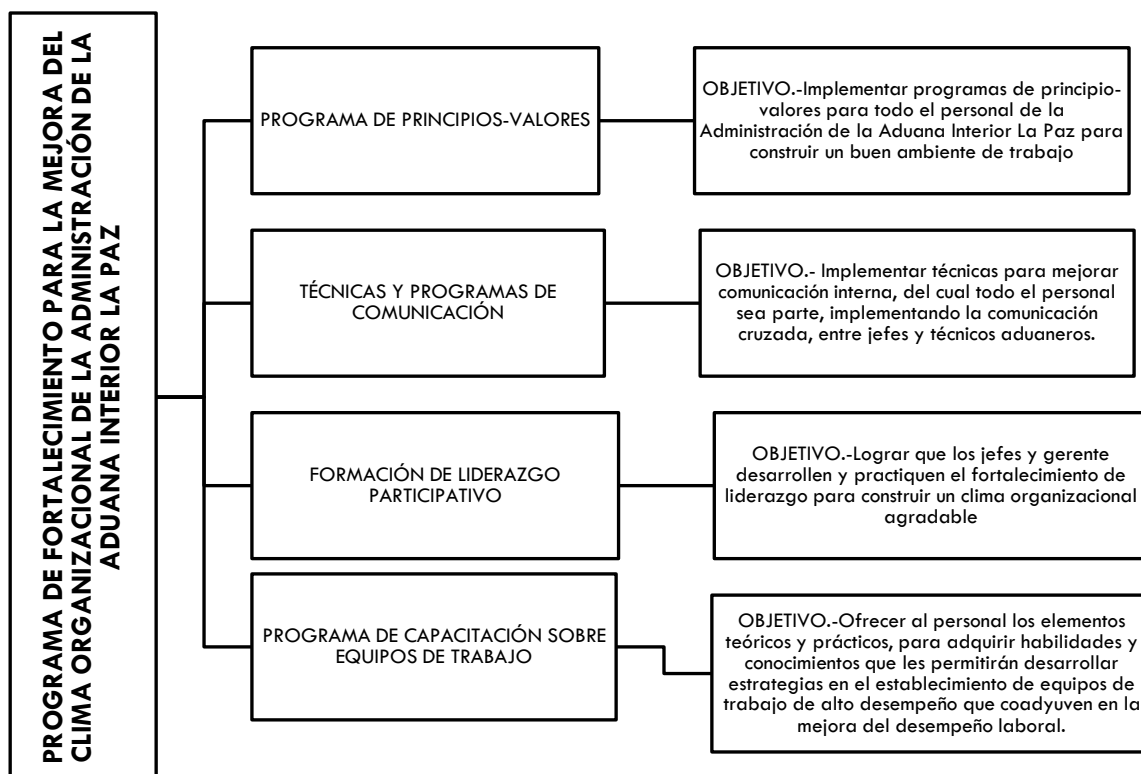 PROGRAMA DE FORTALECIMIENTO PARA LA MEJORA DEL
CLIMA ORGANIZACIONAL DE LA ADMINISTRACIÓN DE LA
ADUANA INTERIOR LA PAZ
PROGRAMA DE PRINCIPIOS-VALORES
OBJETIVO.-Implementar programas de principio-
valores para todo el personal de la
Administración de la Aduana Interior La Paz para
construir un buen ambiente de trabajo
TÉCNICAS Y PROGRAMAS DE
COMUNICACIÓN
OBJETIVO.- Implementar técnicas para mejorar
comunicación interna, del cual todo el personal
sea parte, implementando la comunicación
cruzada, entre jefes y técnicos aduaneros.
FORMACIÓN DE LIDERAZGO
PARTICIPATIVO
OBJETIVO.-Lograr que los jefes y gerente
desarrollen y practiquen el fortalecimiento de
liderazgo para construir un clima organizacional
agradable
PROGRAMA DE CAPACITACIÓN SOBRE
EQUIPOS DE TRABAJO
OBJETIVO.-Ofrecer al personal los elementos
teóricos y prácticos, para adquirir habilidades y
conocimientos que les permitirán desarrollar
estrategias en el establecimiento de equipos de
trabajo de alto desempeño que coadyuven en la
mejora del desempeño laboral.